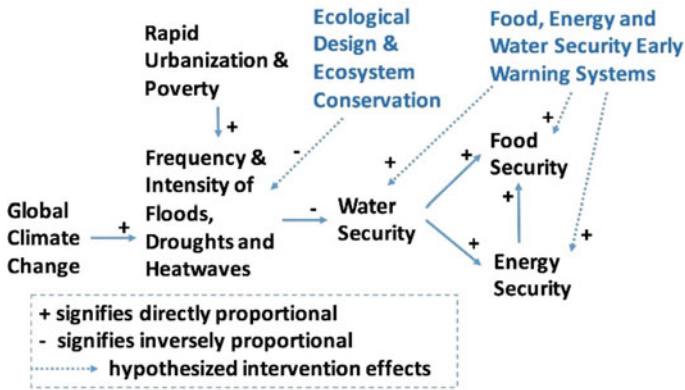 Rapid
Urbanization &
Poverty
+
Ecological
Design &
Ecosystem
Conservation
-
Food, Energy and
Water Security Early
Warning Systems
+
+
+
Global
Climate
Change
+
Frequency &
Intensity of
Floods,
Droughts and
Heatwaves
-
Water
Security
+
+
Food
Security
+
Energy
Security
+ signifies directly proportional
- signifies inversely proportional
hypothesized intervention effects